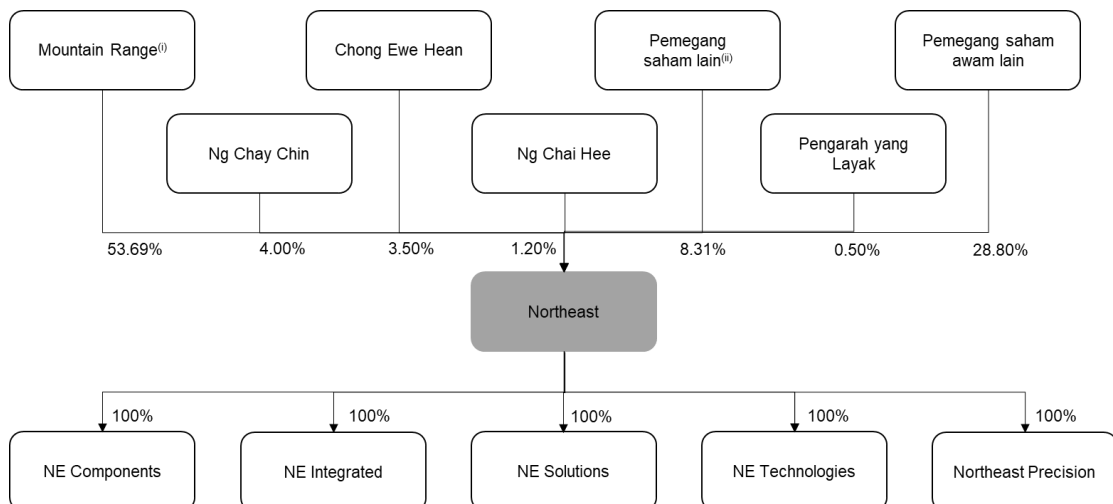 Mountain Range(i)
Chong Ewe Hean
Pemegang
saham lain(ii)
Pemegang saham
awam lain
Ng Chay Chin
Ng Chai Hee
Pengarah yang
Layak
53.69%
4.00%
3.50%
1.20%
8.31%
0.50%
28.80%
Northeast
100%
100%
100%
100%
100%
NE Components
NE Integrated
NE Solutions
NE Technologies
Northeast Precision